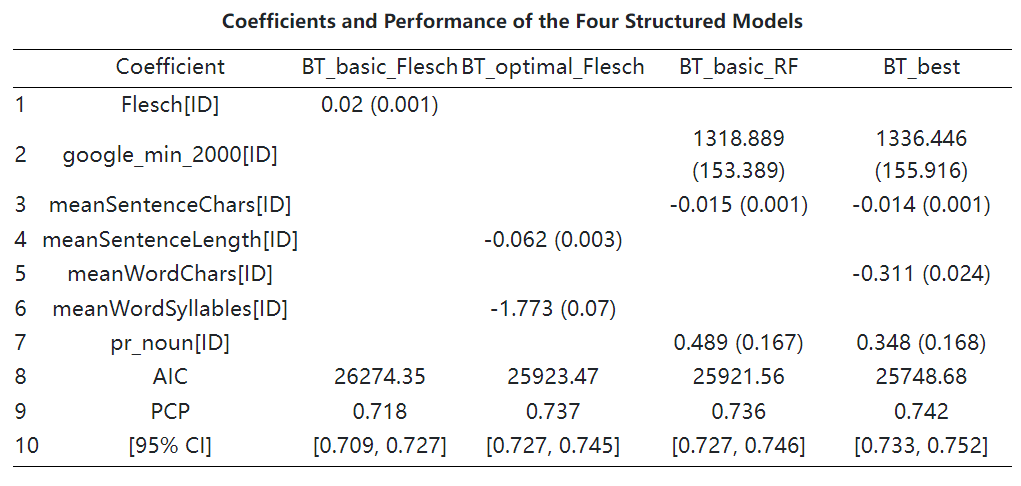 Coefficients and Performance of the Four Structured Models
Coefficient BT_basic_Flesch BT_optimal_Flesch BT_basic_RF BT_best
1 Flesch[ID] 0.02 (0.001)
2 google_min_2000[ID] 1318.889 (153.389) 1336.446 (155.916)
3 meanSentenceChars[ID] -0.015 (0.001) -0.014 (0.001)
4 meanSentenceLength[ID] -0.062 (0.003)
5 meanWordChars[ID] -0.311 (0.024)
6 meanWordSyllables[ID] -1.773 (0.07)
7 pr_noun[ID] 0.489 (0.167) 0.348 (0.168)
8 AIC 26274.35 25923.47 25921.56 25748.68
9 PCP 0.718 0.737 0.736 0.742
10 [95% CI] [0.709, 0.727] [0.727, 0.745] [0.727, 0.746] [0.733, 0.752]